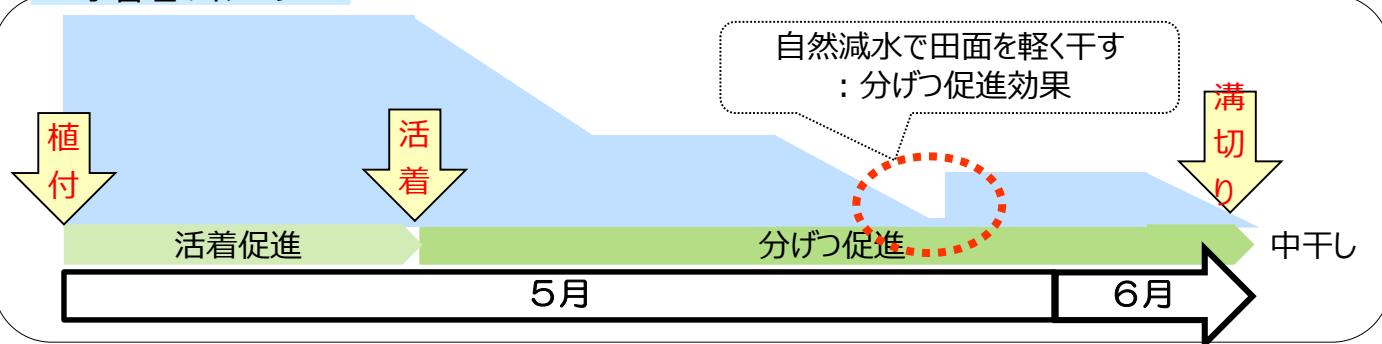 自然減水で田面を軽く干す
：分げつ促進効果
植付
活着
溝切り
活着促進
分げつ促進
中干し
５月
６月